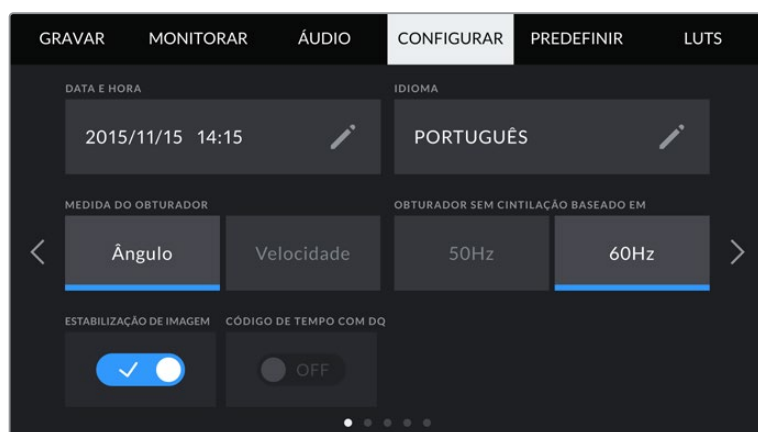 GRAVAR MONITORAR ÁUDIO CONFIGURAR PREDEFINIR LUTS
DATA E HORA IDIOMA
2015/11/15 14:15 PORTUGUÊS
MEDIDA DO OBTURADOR OBTURADOR SEM CINTILAÇÃO BASEADO EM
Ângulo Velocidade 50Hz 60Hz
ESTABILIZAÇÃO DE IMAGEM CÓDIGO DE TEMPO COM DQ
OFF